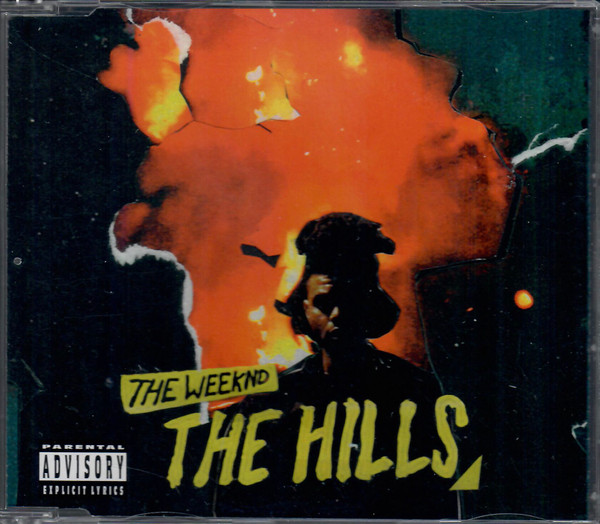 THE WEEKND
THE HILLS
PARENTAL
ADVISORY
EXPLICIT LYRICS